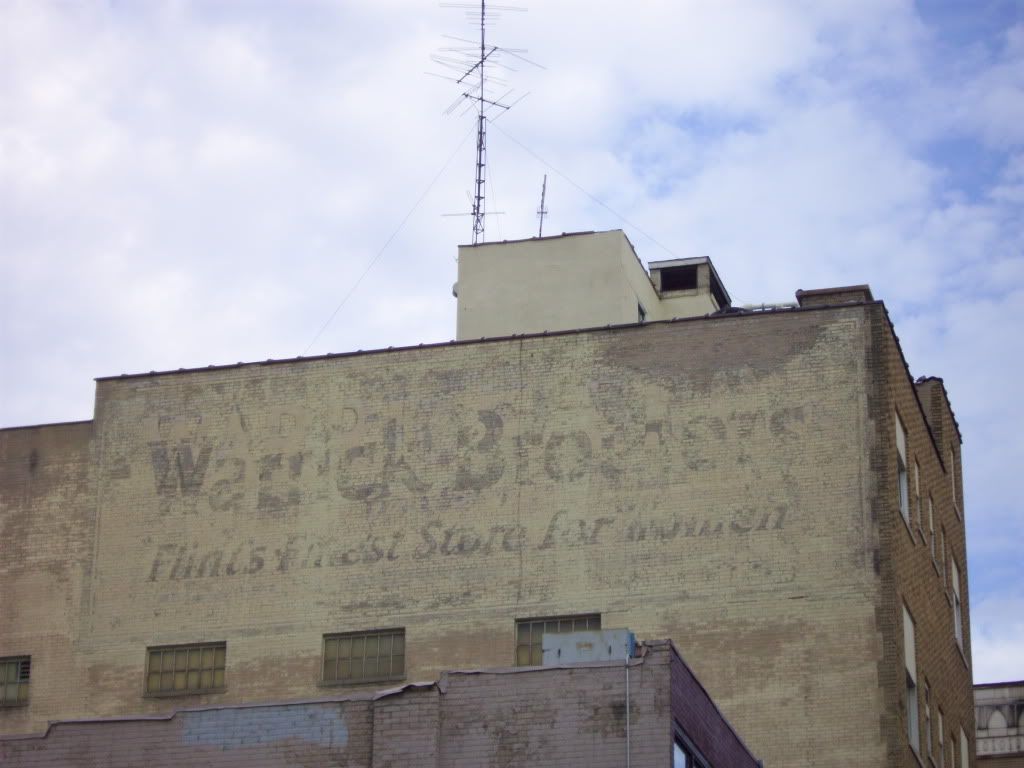 Warrick Brothers
"Flint's Finest Store for Women"